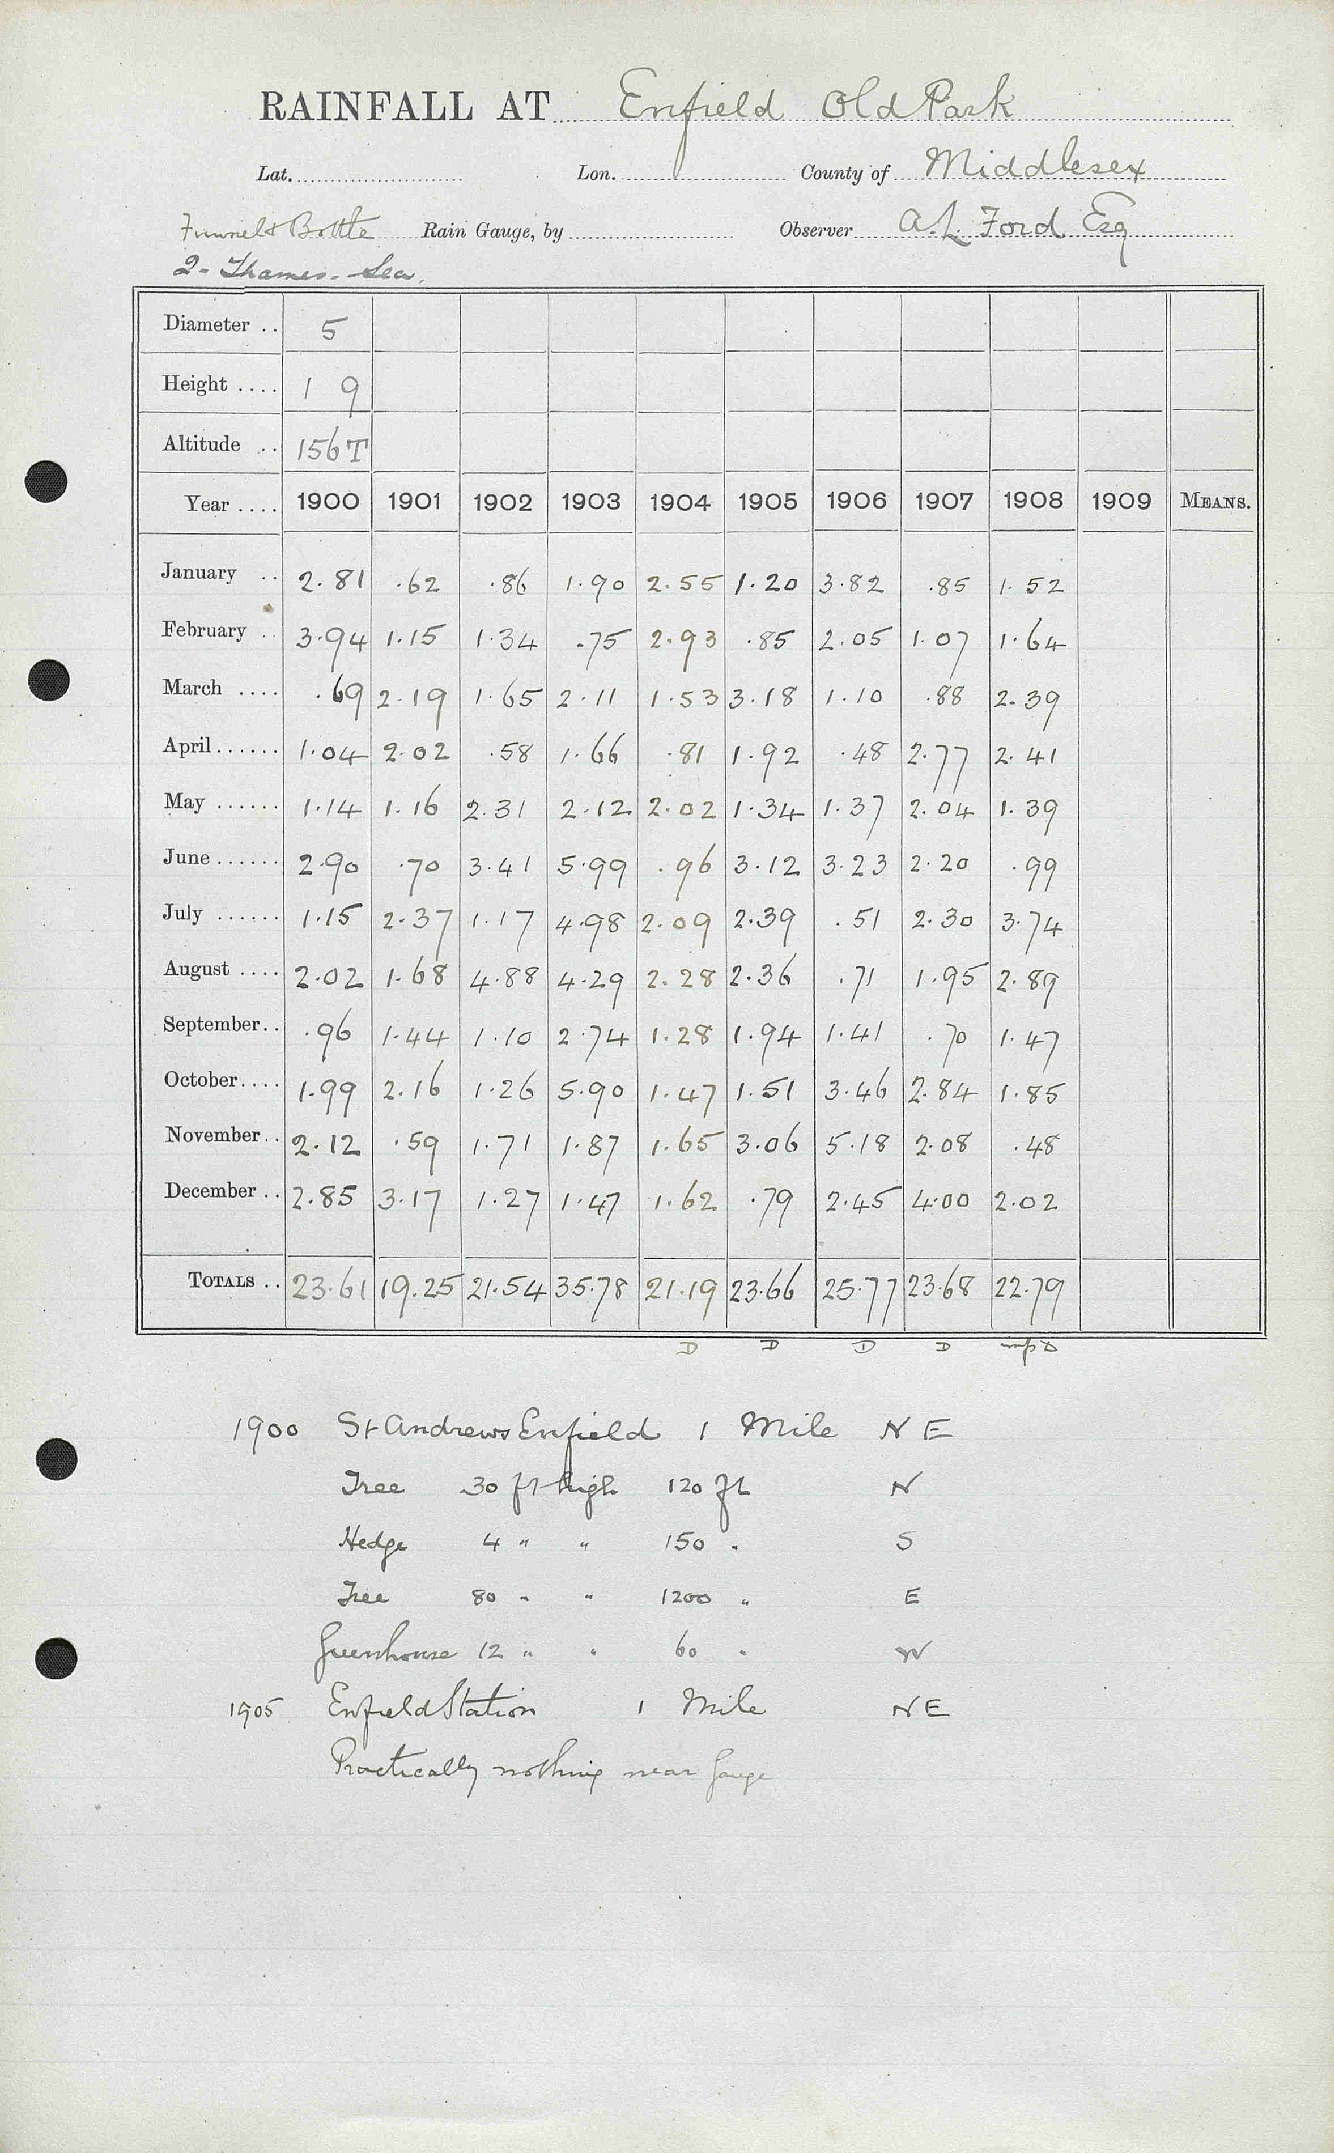 RAINFALL AT Enfield Old Park
Lat. Lon. County of Middlesex
Funnel & Bottle Rain Gauge, by Observer A. L. Ford Esq
2 - Thames - Sea.
Diameter .. 5
Height .... 1 9
Altitude .. 156 T
Year .... 1900 1901 1902 1903 1904 1905 1906 1907 1908 1909 MEANS.
January .. 2.81 .62 .86 1.90 2.55 1.20 3.82 .85 1.52
February .. 3.94 1.15 1.34 .75 2.93 .85 2.05 1.07 1.64
March .... .69 2.19 1.65 2.11 1.53 3.18 1.10 .88 2.39
April...... 1.04 2.02 .58 1.66 .81 1.92 .48 2.77 2.41
May ...... 1.14 1.16 2.31 2.12 2.02 1.34 1.37 2.04 1.39
June...... 2.90 .70 3.41 5.99 .96 3.12 3.23 2.20 .99
July ...... 1.15 2.37 1.17 4.98 2.09 2.39 .51 2.30 3.74
August .... 2.02 1.68 4.88 4.29 2.28 2.36 .71 1.95 2.89
September.. .96 1.44 1.10 2.74 1.28 1.94 1.41 .70 1.47
October.... 1.99 2.16 1.26 5.90 1.47 1.51 3.46 2.84 1.85
November.. 2.12 .59 1.71 1.87 1.65 3.06 5.18 2.08 .48
December .. 2.85 3.17 1.27 1.47 1.62 .79 2.45 4.00 2.02
TOTALS .. 23.61 19.25 21.54 35.78 21.19 23.66 25.77 23.68 22.79
D D D D D
1900 St Andrews Enfield 1 Mile N E
Tree 30 ft high 120 ft N
Hedge 4 " " 150 " S
Tree 80 " " 1200 " E
Greenhouse 12 " " 60 " W
1905 Enfield Station 1 Mile N E
Practically nothing near gauge